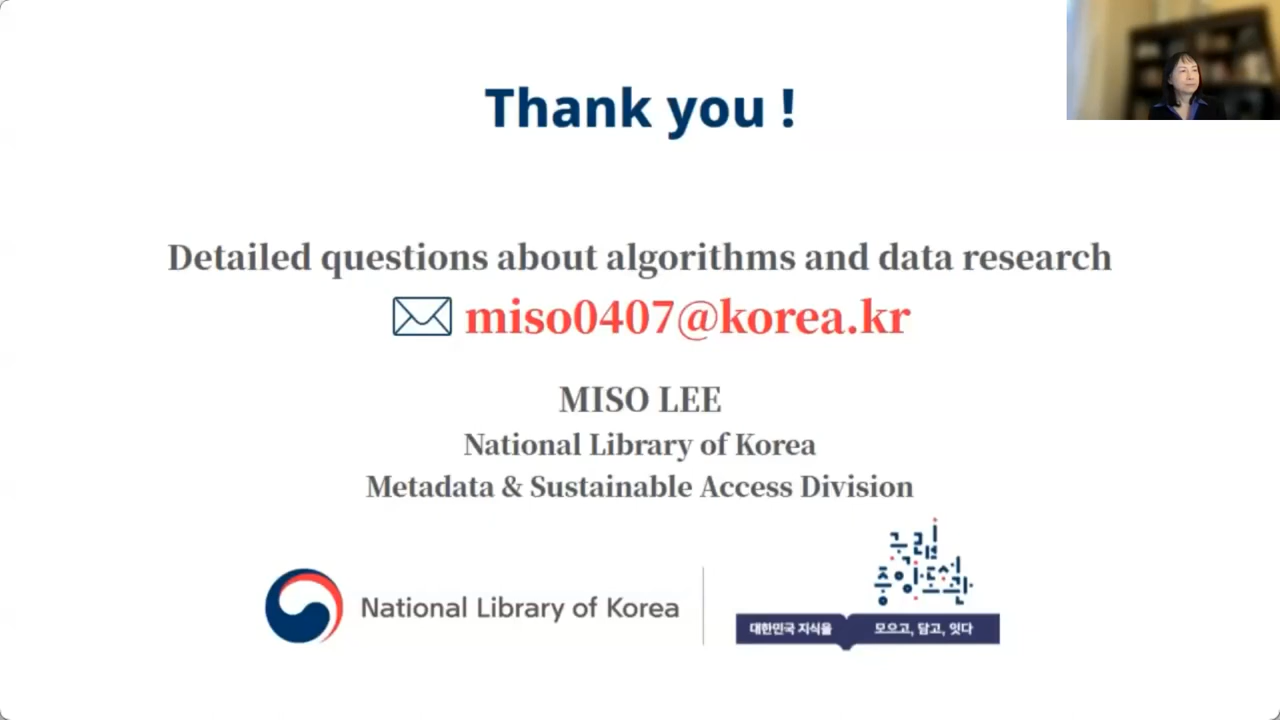 Thank you !
Detailed questions about algorithms and data research
miso0407@korea.kr
MISO LEE
National Library of Korea
Metadata & Sustainable Access Division
국립
중앙도서관
National Library of Korea
대한민국 지식을 모으고, 담고, 잇다